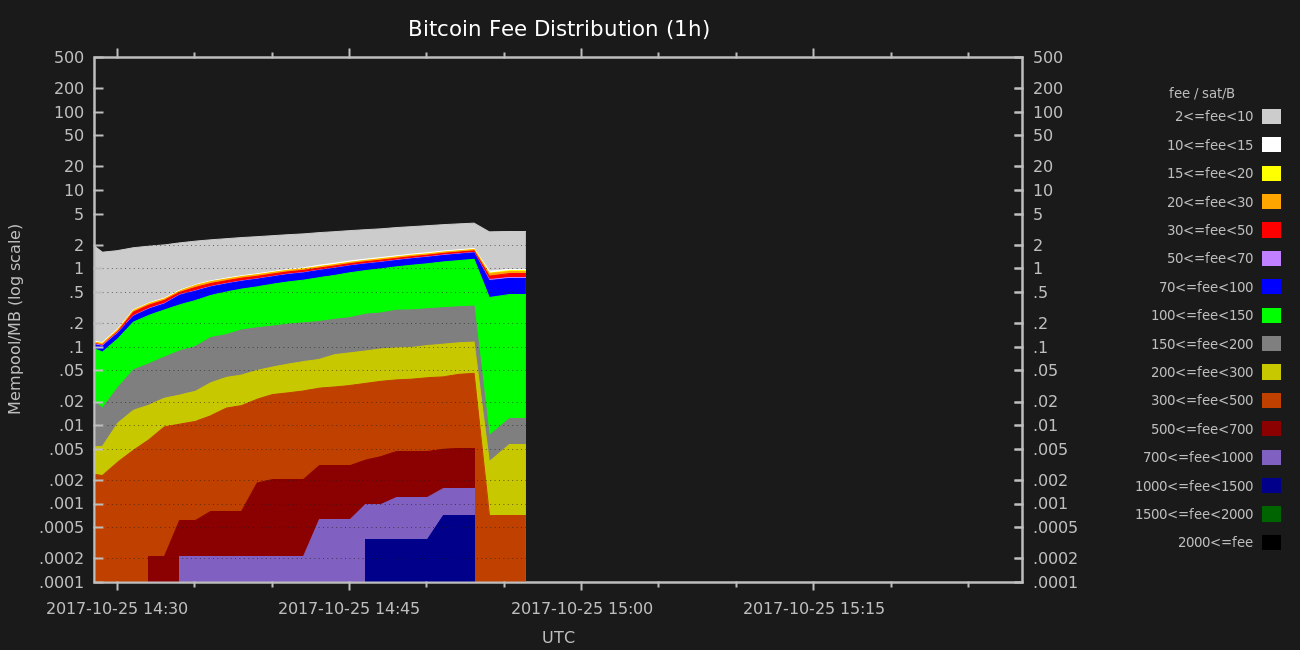 Bitcoin Fee Distribution (1h)
500
200
100
50
20
10
5
2
1
.5
.2
.1
.05
.02
.01
.005
.002
.001
.0005
.0002
.0001
Mempool/MB (log scale)
500
200
100
50
20
10
5
2
1
.5
.2
.1
.05
.02
.01
.005
.002
.001
.0005
.0002
.0001
2017-10-25 14:30 2017-10-25 14:45 2017-10-25 15:00 2017-10-25 15:15
UTC
fee / sat/B
2<=fee<10
10<=fee<15
15<=fee<20
20<=fee<30
30<=fee<50
50<=fee<70
70<=fee<100
100<=fee<150
150<=fee<200
200<=fee<300
300<=fee<500
500<=fee<700
700<=fee<1000
1000<=fee<1500
1500<=fee<2000
2000<=fee